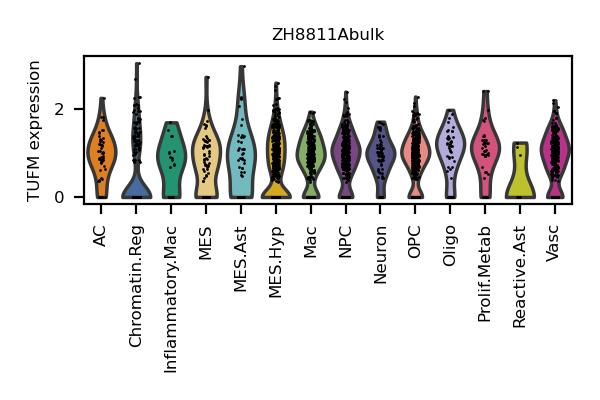 ZH8811Abulk
TUFM expression
2
0
AC
Chromatin.Reg
Inflammatory.Mac
MES
MES.Ast
MES.Hyp
Mac
NPC
Neuron
OPC
Oligo
Prolif.Metab
Reactive.Ast
Vasc